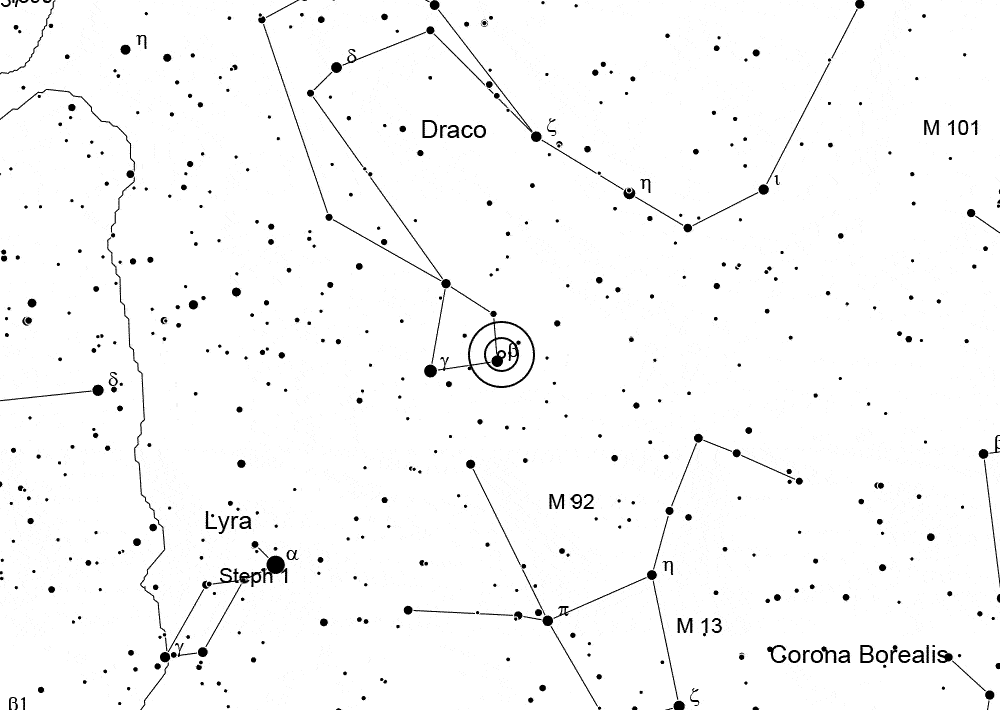 η
δ
Draco
ζ
M 101
η
ι
γ
β
δ
β
M 92
Lyra
α
Steph 1
η
π
M 13
γ
Corona Borealis
ζ
β1